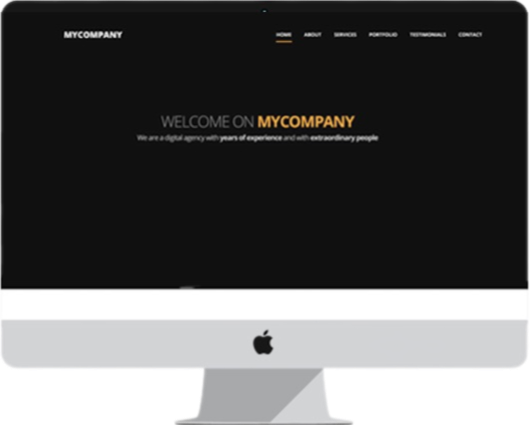 MYCOMPANY
HOME ABOUT SERVICES PORTFOLIO TESTIMONIALS CONTACT
WELCOME ON MYCOMPANY
We are a digital agency with years of experience and with extraordinary people